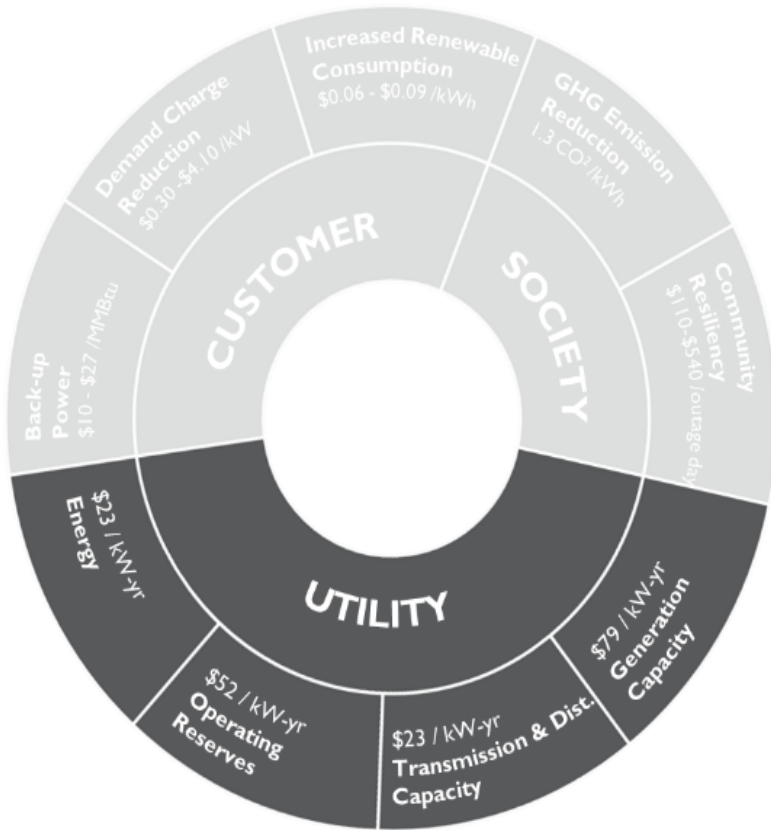 Increased Renewable
Consumption
$0.06 - $0.09 /kWh
GHG Emission
Reduction
1.3 CO² /kWh
Community
Resiliency
$110-$540 /outage day
Demand Charge
Reduction
$0.30 -$4.10 /kW
Back-up
Power
$10 - $27 /MMBtu
CUSTOMER
SOCIETY
UTILITY
$23 / kW-yr
Energy
$52 / kW-yr
Operating
Reserves
$23 / kW-yr
Transmission & Dist.
Capacity
$79 / kW-yr
Generation
Capacity